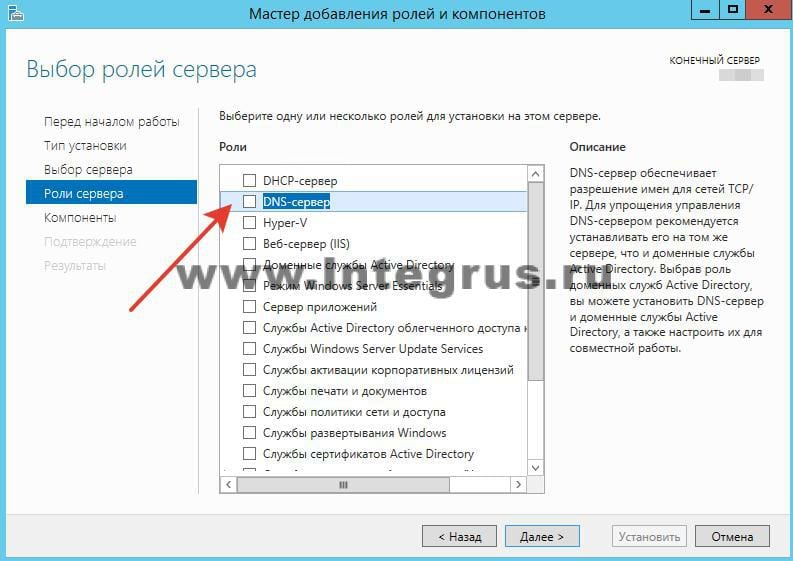 Мастер добавления ролей и компонентов
Выбор ролей сервера
КОНЕЧНЫЙ СЕРВЕР
Перед началом работы
Тип установки
Выбор сервера
Роли сервера
Компоненты
Подтверждение
Результаты
Выберите одну или несколько ролей для установки на этом сервере.
Роли
DHCP-сервер
DNS-сервер
Hyper-V
Веб-сервер (IIS)
Доменные службы Active Directory
Режим Windows Server Essentials
Сервер приложений
Службы Active Directory облегченного доступа к
Службы Windows Server Update Services
Службы активации корпоративных лицензий
Службы печати и документов
Службы политики сети и доступа
Службы развертывания Windows
Службы сертификатов Active Directory
Описание
DNS-сервер обеспечивает
разрешение имен для сетей TCP/
IP. Для упрощения управления
DNS-сервером рекомендуется
устанавливать его на том же
сервере, что и доменные службы
Active Directory. Выбрав роль
доменных служб Active Directory,
вы можете установить DNS-сервер
и доменные службы Active
Directory, а также настроить их для
совместной работы.
www.Integrus.ru
< Назад
Далее >
Установить
Отмена